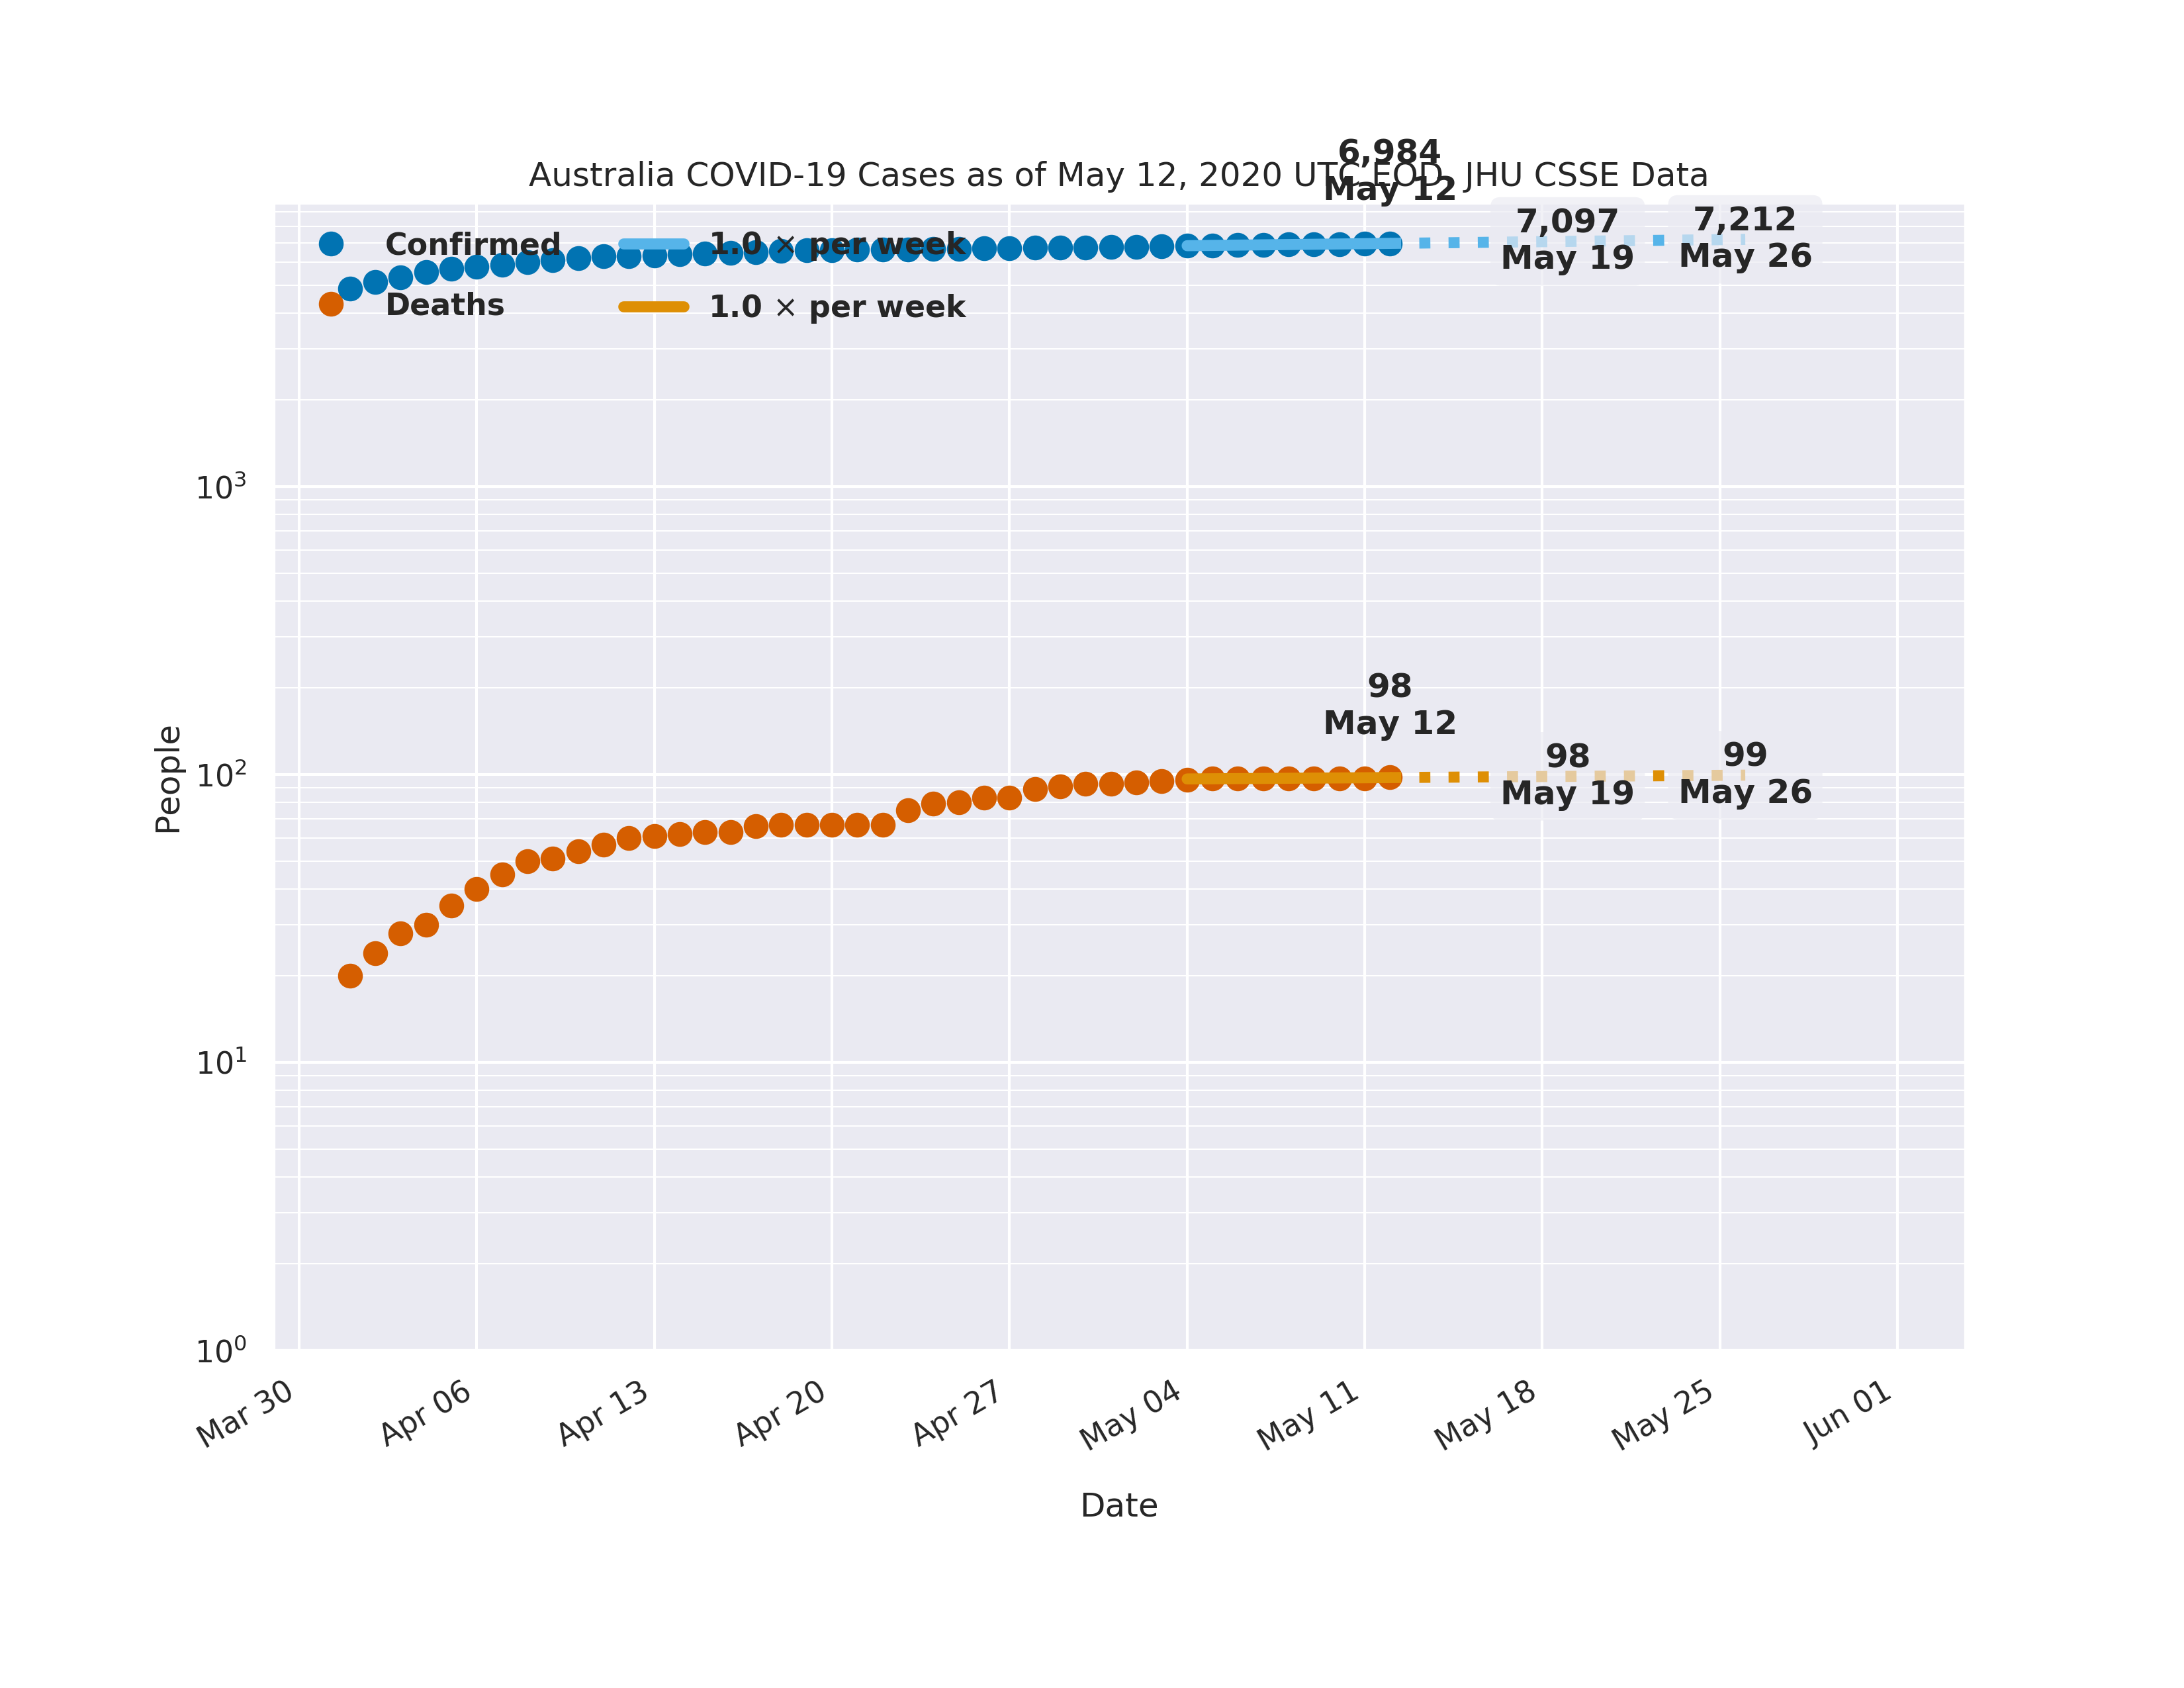 6,984
May 12
Australia COVID-19 Cases as of May 12, 2020 UTC EOD, JHU CSSE Data
7,097
May 19
7,212
May 26
Confirmed
1.0 × per week
Deaths
1.0 × per week
10³
98
May 12
98
May 19
99
May 26
10²
People
10¹
10⁰
Mar 30
Apr 06
Apr 13
Apr 20
Apr 27
May 04
May 11
May 18
May 25
Jun 01
Date